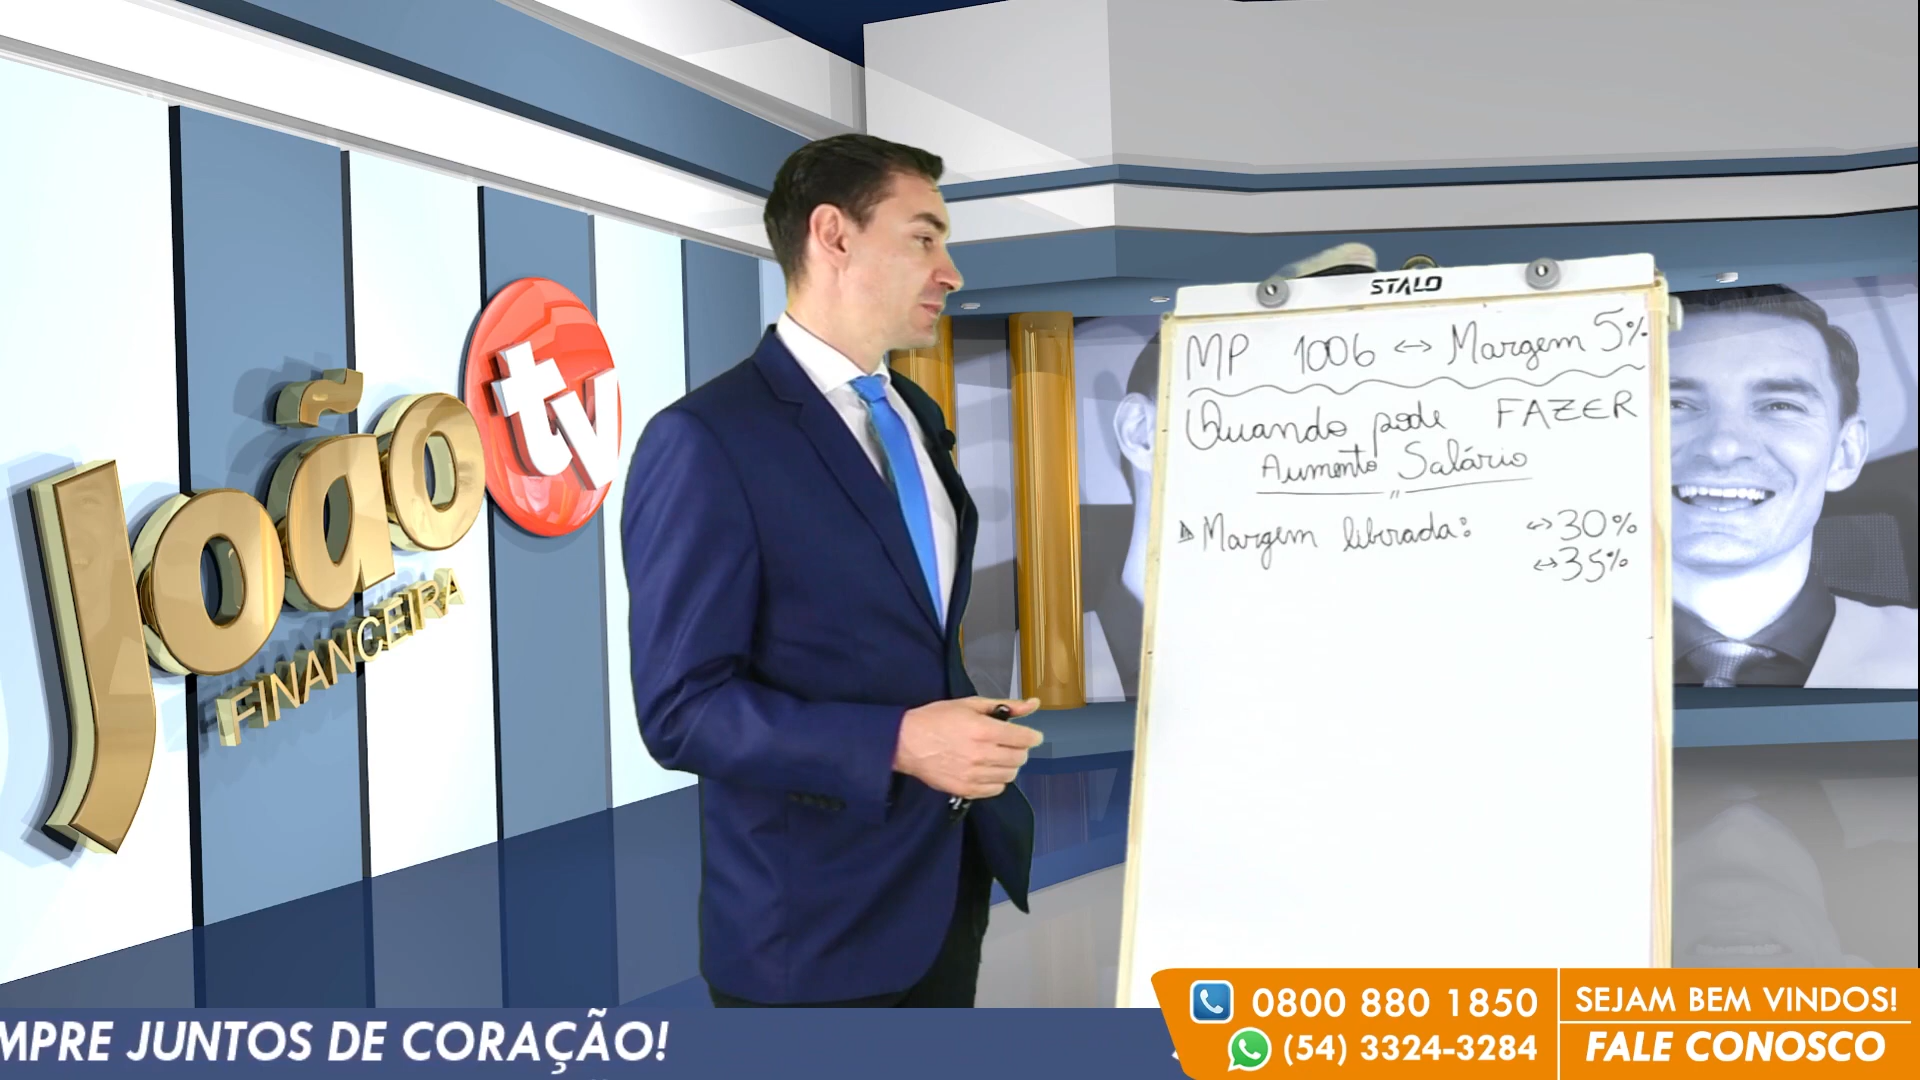 João
tv
FINANCEIRA
STALO
MP 1006 ↔ Margem 5%
Quando pode FAZER
Aumento Salário
Margem liberada: ↔ 30%
↔ 35%
MPRE JUNTOS DE CORAÇÃO!
0800 880 1850
(54) 3324-3284
SEJAM BEM VINDOS!
FALE CONOSCO